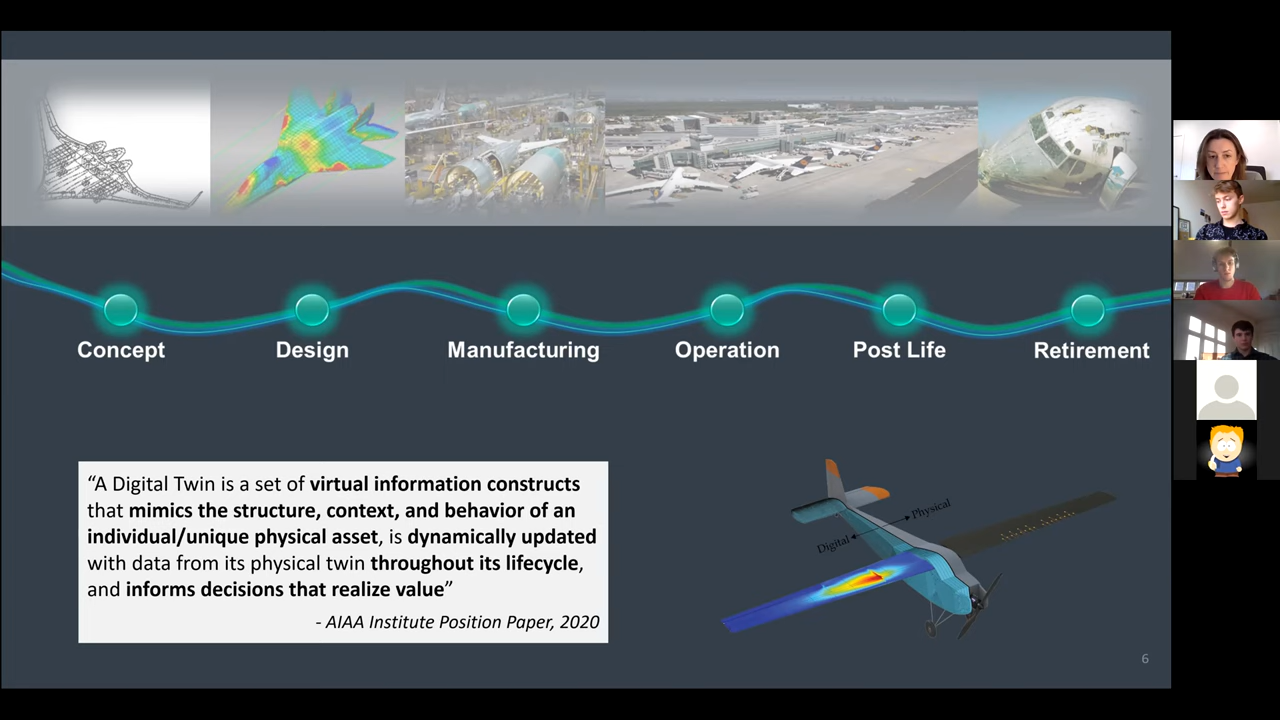 Concept
Design
Manufacturing
Operation
Post Life
Retirement
“A Digital Twin is a set of virtual information constructs
that mimics the structure, context, and behavior of an
individual/unique physical asset, is dynamically updated
with data from its physical twin throughout its lifecycle,
and informs decisions that realize value”
- AIAA Institute Position Paper, 2020
Physical
Digital
6